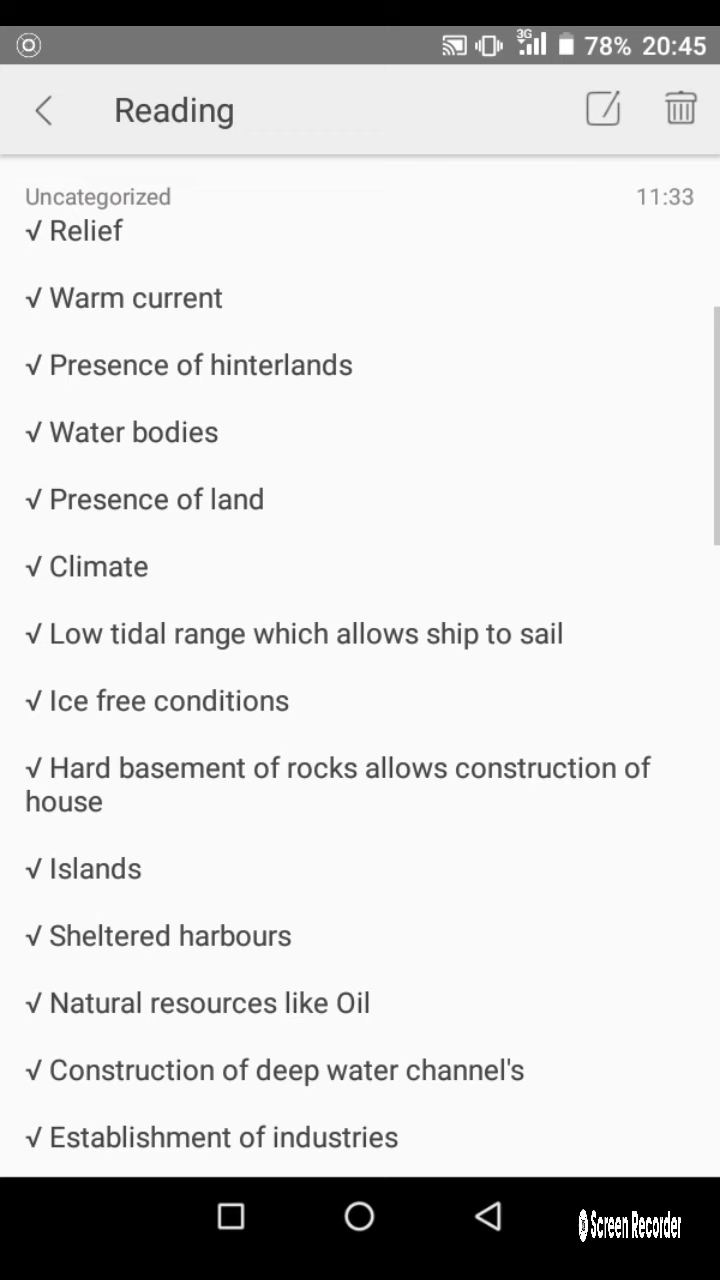 3G 78% 20:45
Reading
Uncategorized 11:33
√ Relief
√ Warm current
√ Presence of hinterlands
√ Water bodies
√ Presence of land
√ Climate
√ Low tidal range which allows ship to sail
√ Ice free conditions
√ Hard basement of rocks allows construction of
house
√ Islands
√ Sheltered harbours
√ Natural resources like Oil
√ Construction of deep water channel's
√ Establishment of industries
Screen Recorder